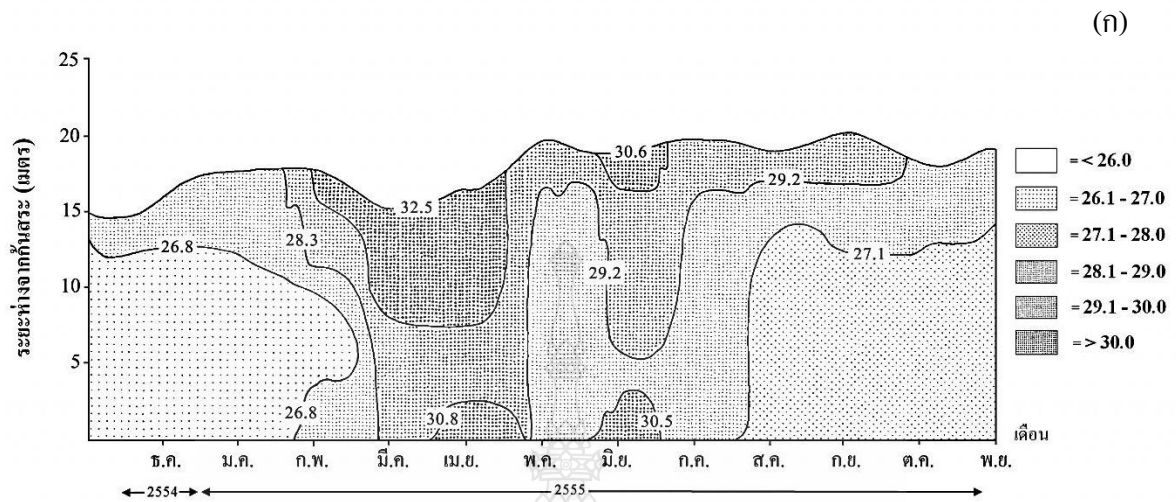 (ก)
ระยะห่างจากก้นสระ (เมตร)
25
20
15
10
5
26.8
26.8
28.3
32.5
30.8
29.2
30.6
30.5
29.2
27.1
= < 26.0
= 26.1 - 27.0
= 27.1 - 28.0
= 28.1 - 29.0
= 29.1 - 30.0
= > 30.0
เดือน
ธ.ค. ม.ค. ก.พ. มี.ค. เม.ย. พ.ค. มิ.ย. ก.ค. ส.ค. ก.ย. ต.ค. พ.ย.
2554 2555